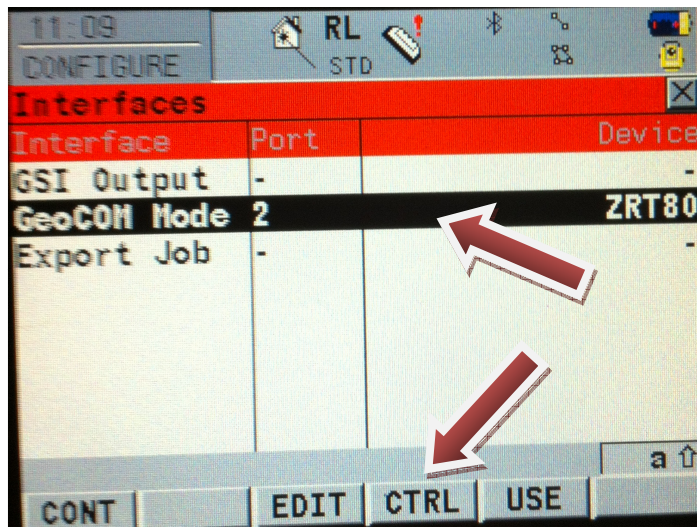 11:09 RL
CONFIGURE STD
Interfaces
Interface Port Device
GSI Output - -
GeoCOM Mode 2 ZRT80
Export Job - -
a
CONT EDIT CTRL USE